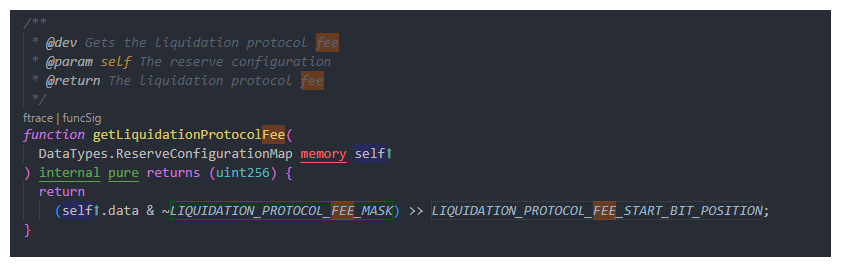 /**
* @dev Gets the liquidation protocol fee
* @param self The reserve configuration
* @return The liquidation protocol fee
*/
ftrace | funcSig
function getLiquidationProtocolFee(
DataTypes.ReserveConfigurationMap memory self⬆
) internal pure returns (uint256) {
return
(self⬆.data & ~LIQUIDATION_PROTOCOL_FEE_MASK) >> LIQUIDATION_PROTOCOL_FEE_START_BIT_POSITION;
}